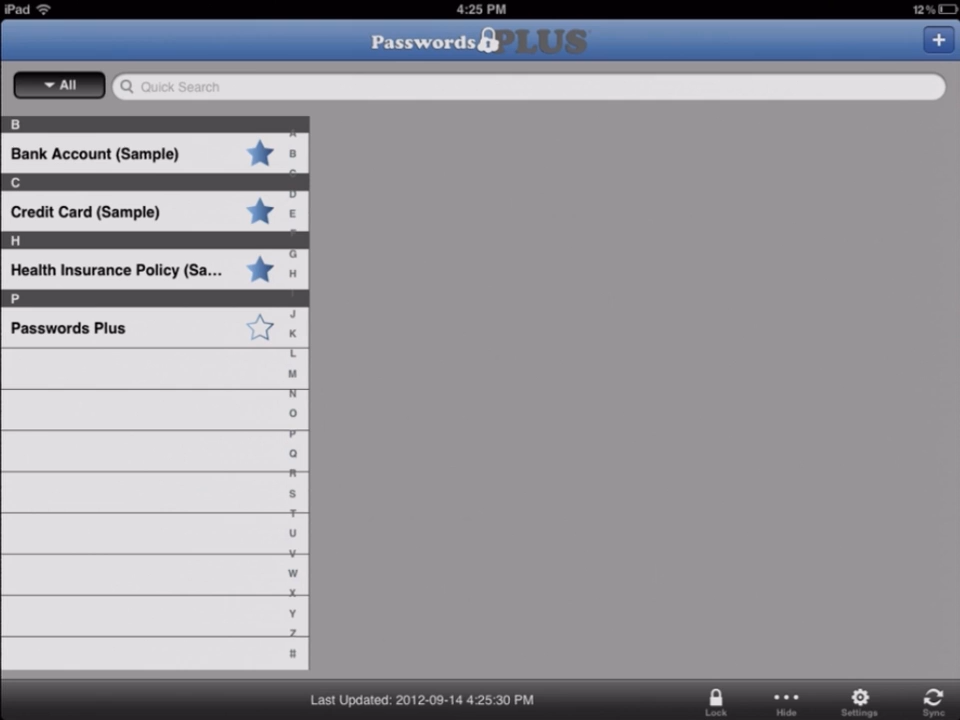 iPad
4:25 PM
12%
Passwords PLUS
+
All
Quick Search
B
Bank Account (Sample)
C
Credit Card (Sample)
H
Health Insurance Policy (Sa...
P
Passwords Plus
A
B
C
D
E
F
G
H
I
J
K
L
M
N
O
P
Q
R
S
T
U
V
W
X
Y
Z
#
Last Updated: 2012-09-14 4:25:30 PM
Lock
Hide
Settings
Sync